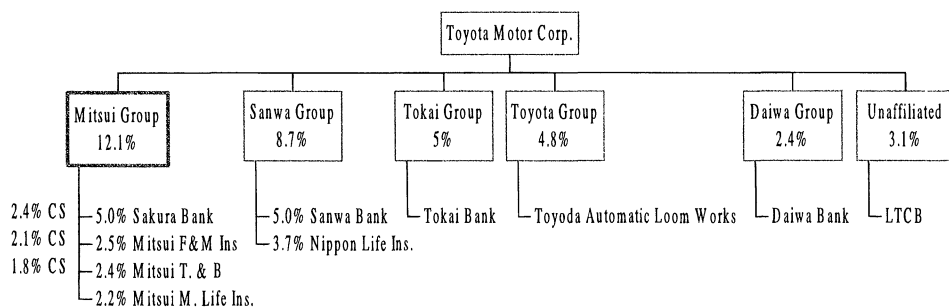 Toyota Motor Corp.
Mitsui Group
12.1%
Sanwa Group
8.7%
Tokai Group
5%
Toyota Group
4.8%
Daiwa Group
2.4%
Unaffiliated
3.1%
2.4% CS
5.0% Sakura Bank
2.1% CS
2.5% Mitsui F&M Ins
1.8% CS
2.4% Mitsui T. & B
2.2% Mitsui M. Life Ins.
5.0% Sanwa Bank
3.7% Nippon Life Ins.
Tokai Bank
Toyoda Automatic Loom Works
Daiwa Bank
LTCB